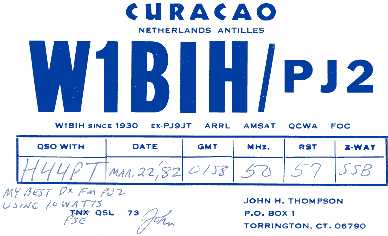 CURACAO
NETHERLANDS ANTILLES
W1BIH/PJ2
W1BIH SINCE 1930 EX-PJ9JT ARRL AMSAT QCWA FOC
QSO WITH DATE GMT MHz. RST 2-WAY
H44PT MAR. 22, '82 0158 50 57 SSB
MY BEST DX FM PJ2
USING 10 WATTS
PSE TNX QSL 73 John
JOHN H. THOMPSON
P.O. BOX 1
TORRINGTON, CT. 06790